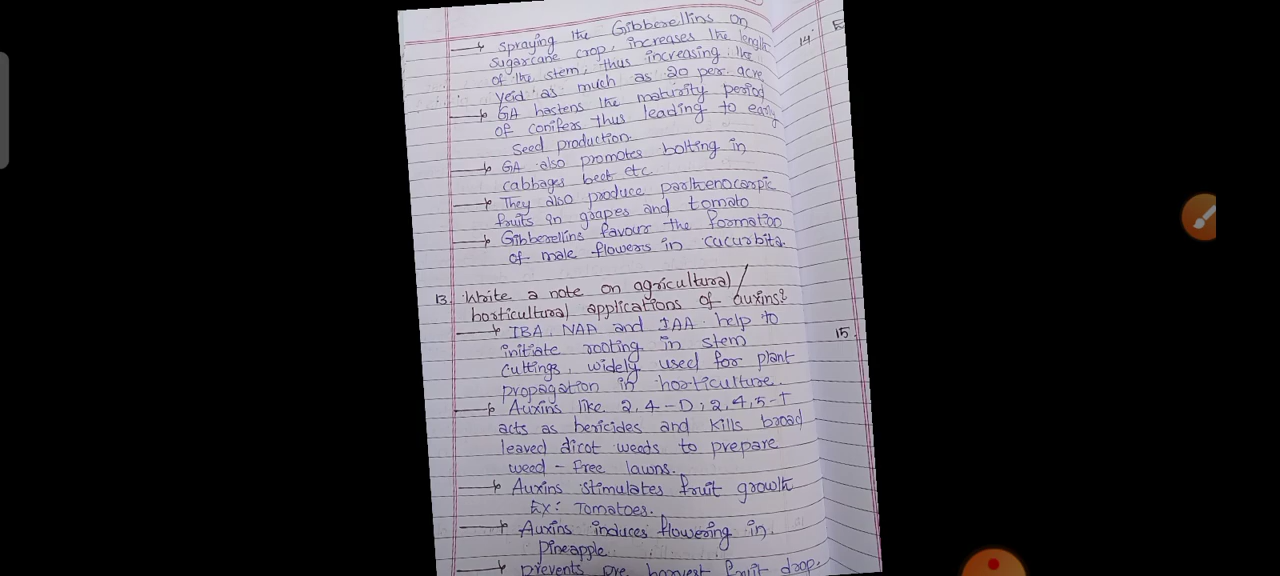 → Spraying the Gibberellins on
sugarcane crop, increases the length
of the stem, thus increasing the
yeid as much as 20 per. acre
→ GA hastens the maturity period
of conifers thus leading to early
seed production.
→ GA also promotes bolting in
cabbages beet etc
→ They also produce parthenocarpic
fruits in grapes and tomato
→ Gibberellins favour the formation
of male flowers in cucurbita.
13. Write a note on agricultural /
horticultural applications of auxins?
→ IBA, NAA and IAA help to
initiate rooting in stem
cuttings, widely used for plant
propagation in horticulture.
→ Auxins like 2,4-D; 2,4,5-T
acts as hericides and kills broad
leaved dicot weeds to prepare
weed - free lawns.
→ Auxins stimulates fruit growth
Ex: Tomatoes.
→ Auxins induces flowering in
Pineapple.
→ prevents pre harvest fruit drop.
14
15.